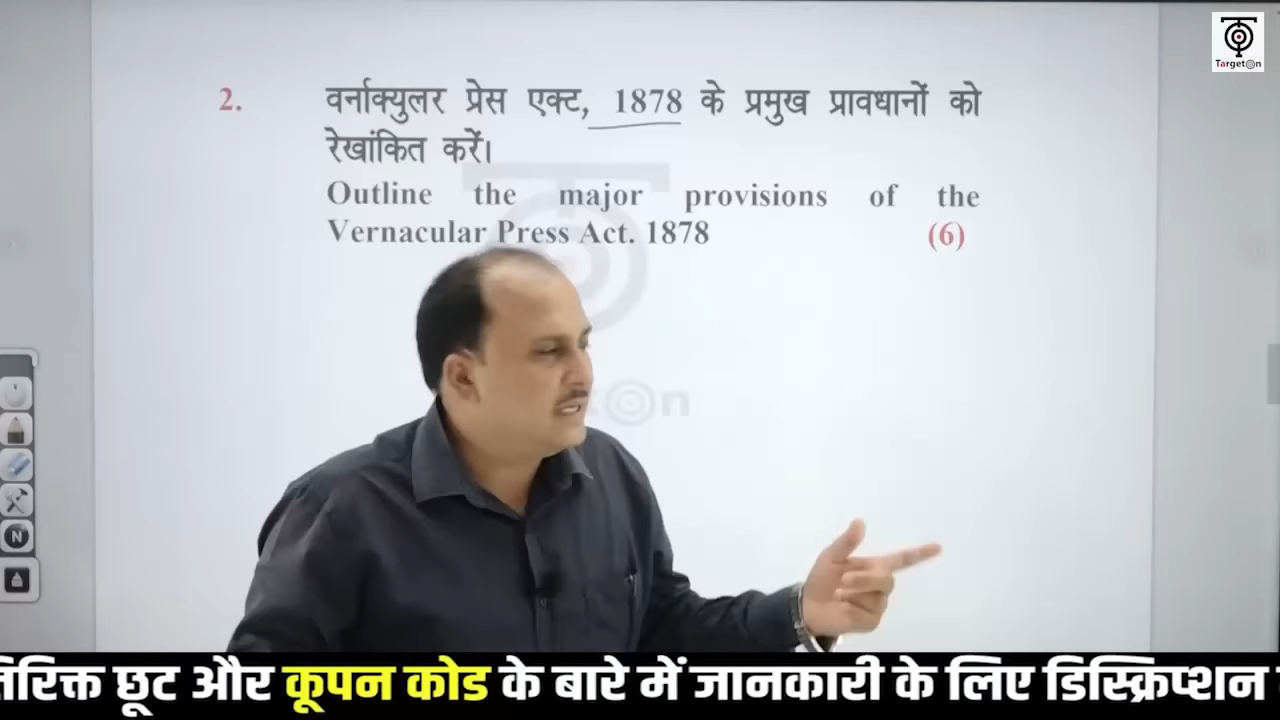 Target
2. वर्नाक्युलर प्रेस एक्ट, 1878 के प्रमुख प्रावधानों को
रेखांकित करें।
Outline the major provisions of the
Vernacular Press Act. 1878 (6)
N
के बारे में जानकारी के लिए डिस्क्रिप्शन
छूट और कूपन कोड